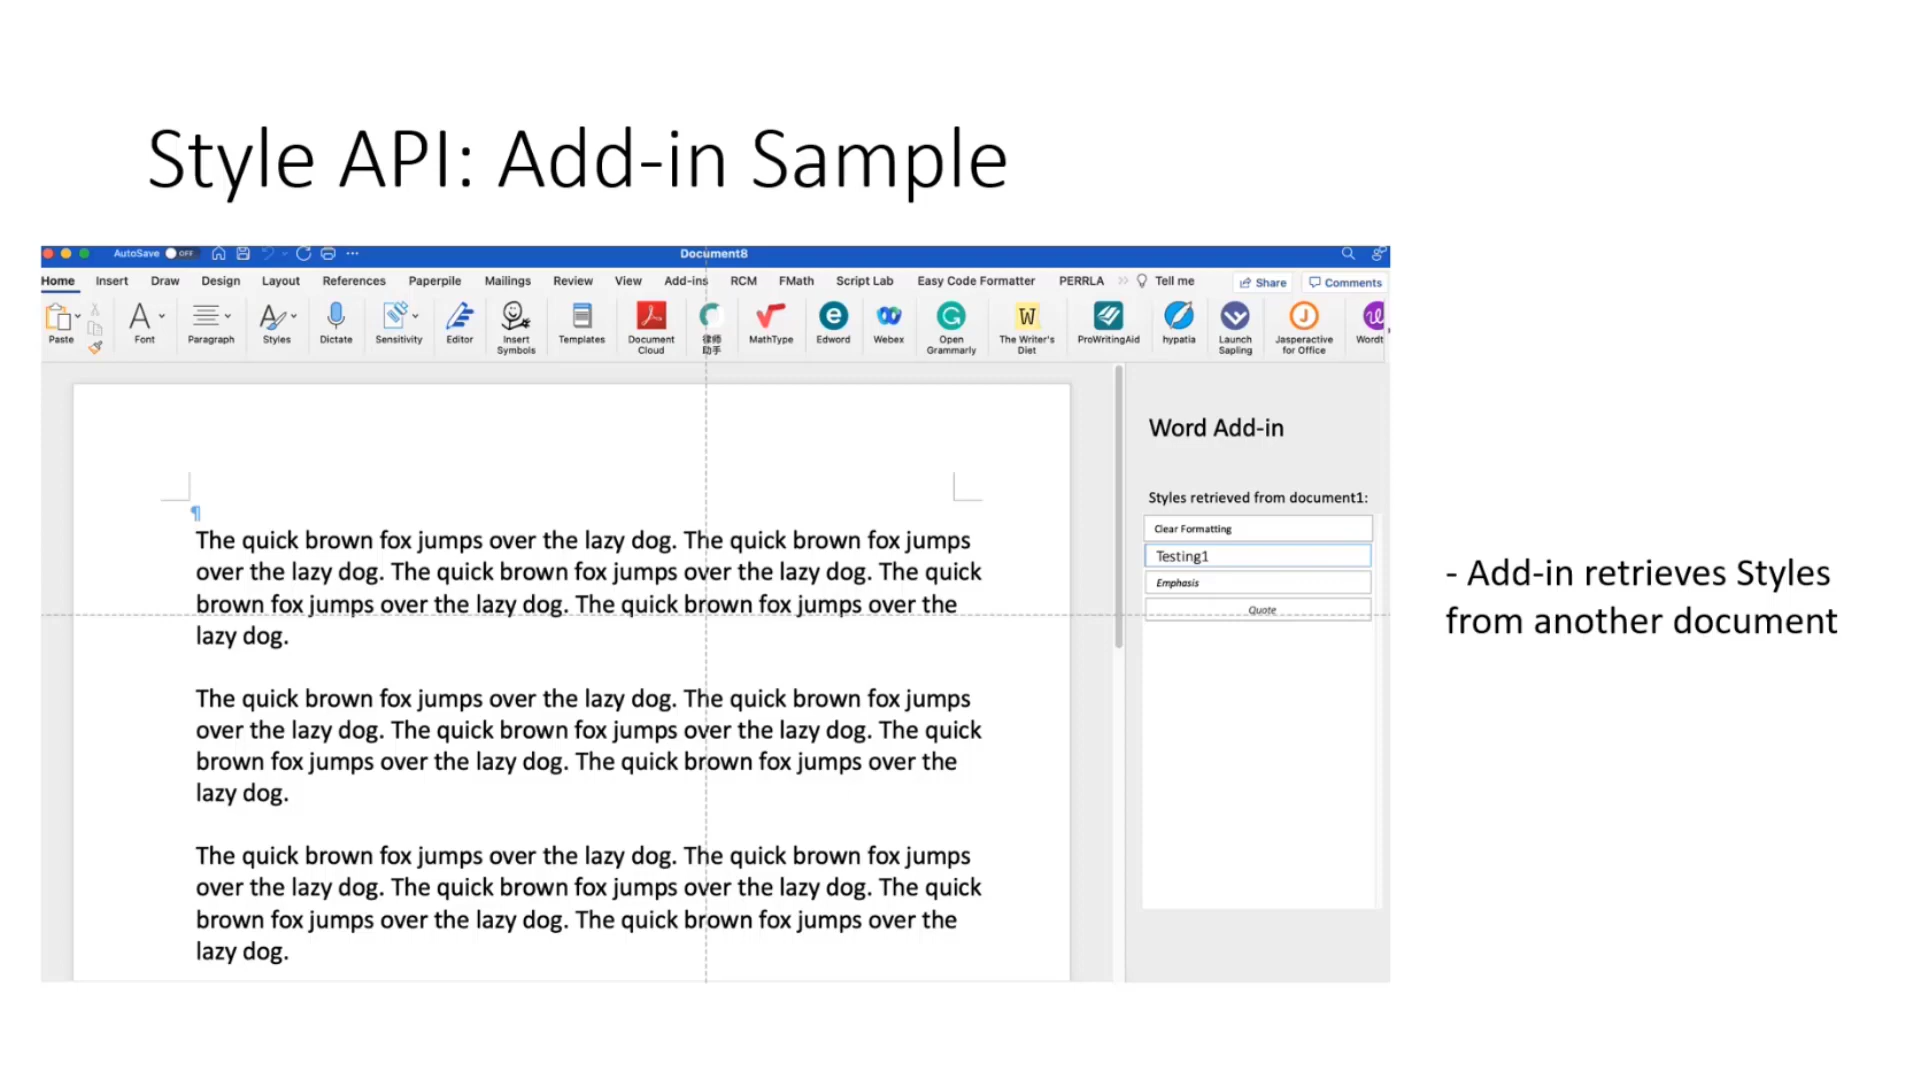 Style API: Add-in Sample
AutoSave OFF
Document8
Home Insert Draw Design Layout References Paperpile Mailings Review View Add-ins RCM FMath Script Lab Easy Code Formatter PERRLA Tell me Share Comments
Paste Font Paragraph Styles Dictate Sensitivity Editor Insert Symbols Templates Document Cloud 律师助手 MathType Edword Webex Open Grammarly The Writer's Diet ProWritingAid hypatia Launch Sapling Jasperactive for Office Wordt
Word Add-in
Styles retrieved from document1:
Clear Formatting
Testing1
Emphasis
Quote
¶
The quick brown fox jumps over the lazy dog. The quick brown fox jumps
over the lazy dog. The quick brown fox jumps over the lazy dog. The quick
brown fox jumps over the lazy dog. The quick brown fox jumps over the
lazy dog.
The quick brown fox jumps over the lazy dog. The quick brown fox jumps
over the lazy dog. The quick brown fox jumps over the lazy dog. The quick
brown fox jumps over the lazy dog. The quick brown fox jumps over the
lazy dog.
The quick brown fox jumps over the lazy dog. The quick brown fox jumps
over the lazy dog. The quick brown fox jumps over the lazy dog. The quick
brown fox jumps over the lazy dog. The quick brown fox jumps over the
lazy dog.
- Add-in retrieves Styles
from another document